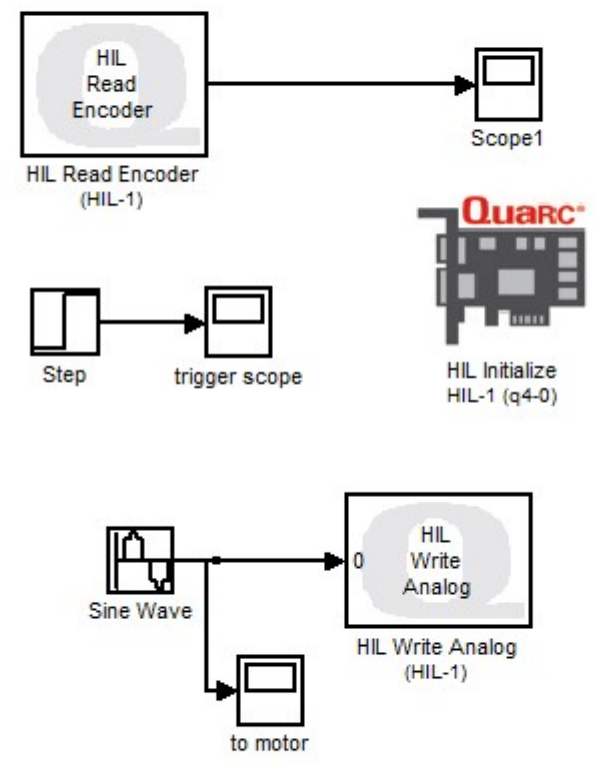 HIL
Read
Encoder
HIL Read Encoder
(HIL-1)
Scope1
QUARC
Step
trigger scope
HIL Initialize
HIL-1 (q4-0)
Sine Wave
0
HIL
Write
Analog
HIL Write Analog
(HIL-1)
to motor